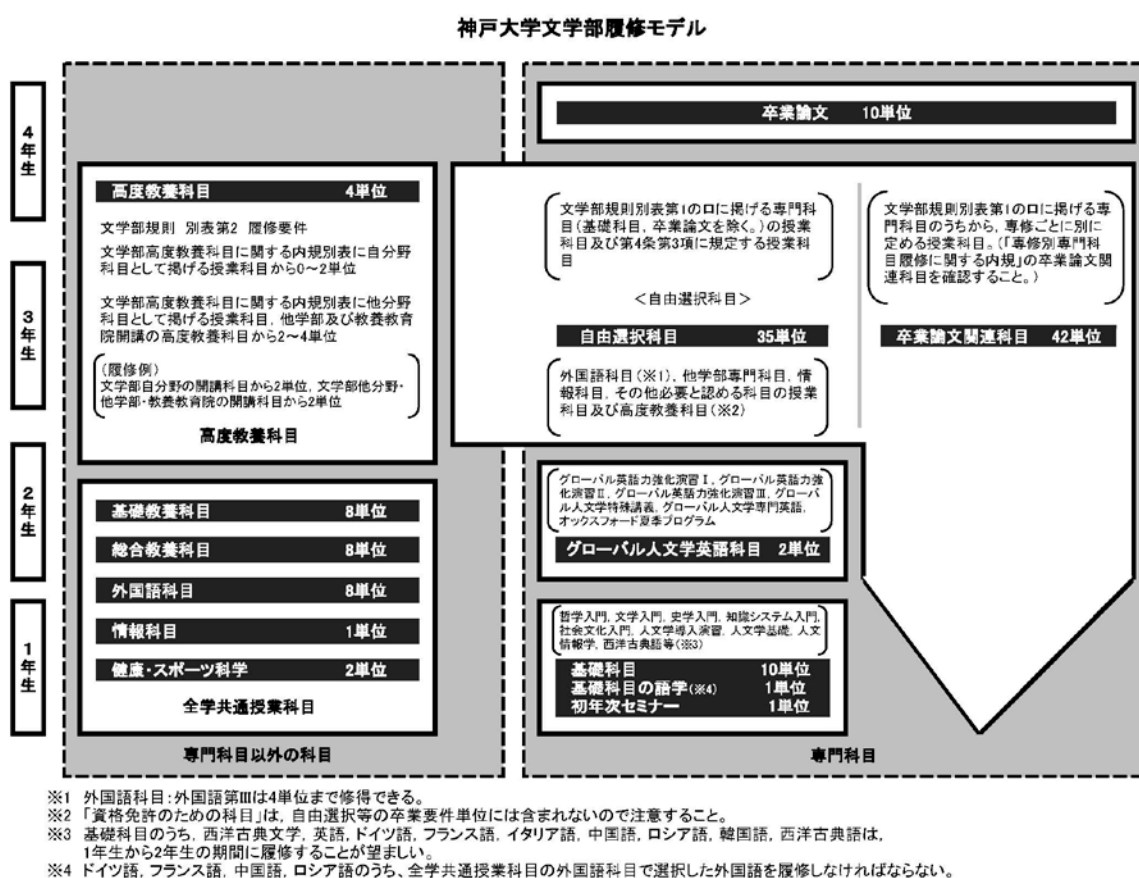 神戸大学文学部履修モデル
4年生
3年生
2年生
1年生
高度教養科目 4単位
文学部規則 別表第2 履修要件
文学部高度教養科目に関する内規別表に自分野
科目として掲げる授業科目から0～2単位
文学部高度教養科目に関する内規別表に他分野
科目として掲げる授業科目，他学部及び教養教育
院開講の高度教養科目から2～4単位
(履修例)
文学部自分野の開講科目から2単位，文学部他分野・
他学部・教養教育院の開講科目から2単位
高度教養科目
基礎教養科目 8単位
総合教養科目 8単位
外国語科目 8単位
情報科目 1単位
健康・スポーツ科学 2単位
全学共通授業科目
専門科目以外の科目
卒業論文 10単位
文学部規則別表第1のロに掲げる専門科
目(基礎科目，卒業論文を除く。)の授業
科目及び第4条第3項に規定する授業科
目
＜自由選択科目＞
自由選択科目 35単位
外国語科目(※1)，他学部専門科目，情
報科目，その他必要と認める科目の授業
科目及び高度教養科目(※2)
文学部規則別表第1のロに掲げる専
門科目のうちから，専修ごとに別に
定める授業科目。(「専修別専門科
目履修に関する内規」の卒業論文関
連科目を確認すること。)
卒業論文関連科目 42単位
グローバル英語力強化演習Ⅰ，グローバル英語力強
化演習Ⅱ，グローバル英語力強化演習Ⅲ，グローバ
ル人文学特殊講義，グローバル人文学専門英語，
オックスフォード夏季プログラム
グローバル人文学英語科目 2単位
哲学入門，文学入門，史学入門，知識システム入門，
社会文化入門，人文学導入演習，人文学基礎，人文
情報学，西洋古典語等(※3)
基礎科目 10単位
基礎科目の語学(※4) 1単位
初年次セミナー 1単位
専門科目
※1 外国語科目：外国語第Ⅲは4単位まで修得できる。
※2 「資格免許のための科目」は，自由選択等の卒業要件単位には含まれないので注意すること。
※3 基礎科目のうち，西洋古典文学，英語，ドイツ語，フランス語，イタリア語，中国語，ロシア語，韓国語，西洋古典語は，
1年生から2年生の期間に履修することが望ましい。
※4 ドイツ語，フランス語，中国語，ロシア語のうち、全学共通授業科目の外国語科目で選択した外国語を履修しなければならない。